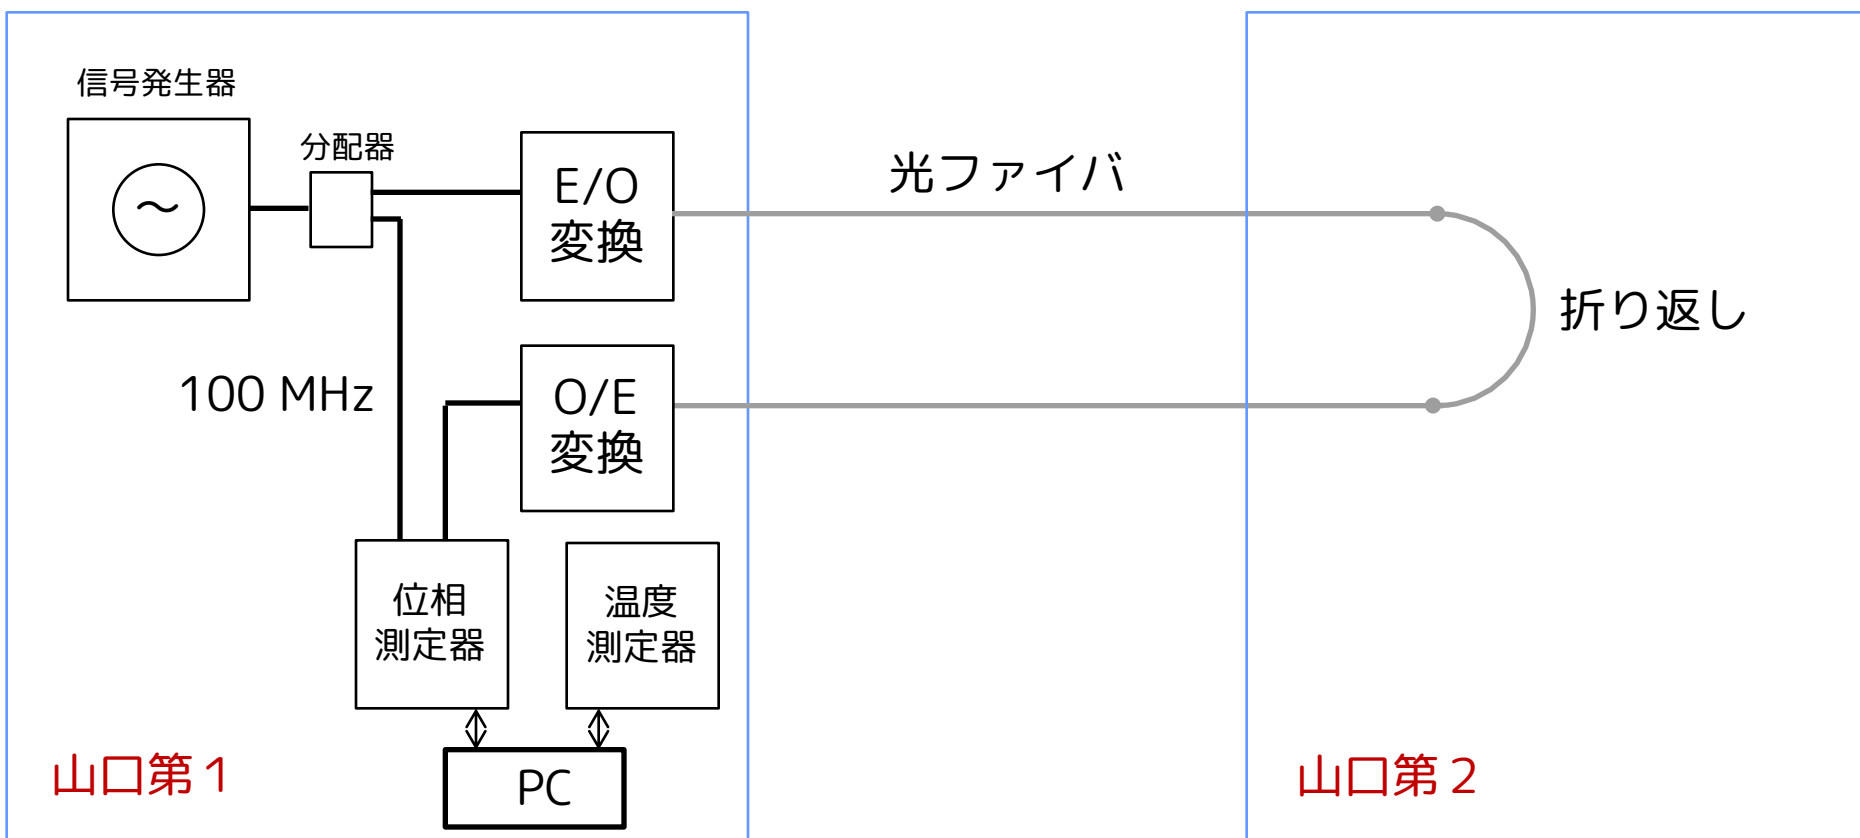 信号発生器
分配器
～
E/O
変換
光ファイバ
折り返し
100 MHz
O/E
変換
位相
測定器
温度
測定器
PC
山口第１
山口第２